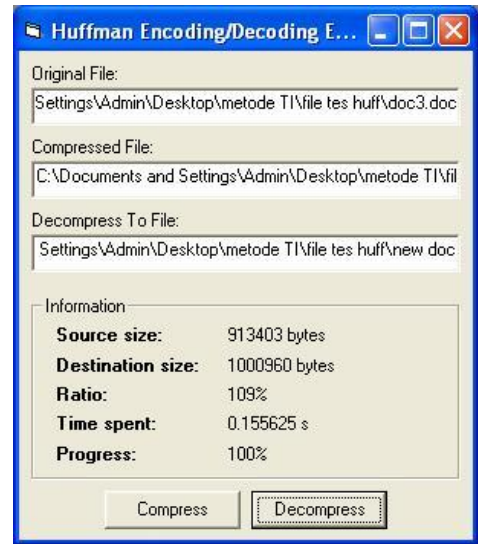 Huffman Encoding/Decoding E...
Original File:
Settings\Admin\Desktop\metode TI\file tes huff\doc3.doc
Compressed File:
C:\Documents and Settings\Admin\Desktop\metode TI\fil
Decompress To File:
Settings\Admin\Desktop\metode TI\file tes huff\new doc
Information
Source size: 913403 bytes
Destination size: 1000960 bytes
Ratio: 109%
Time spent: 0.155625 s
Progress: 100%
Compress Decompress